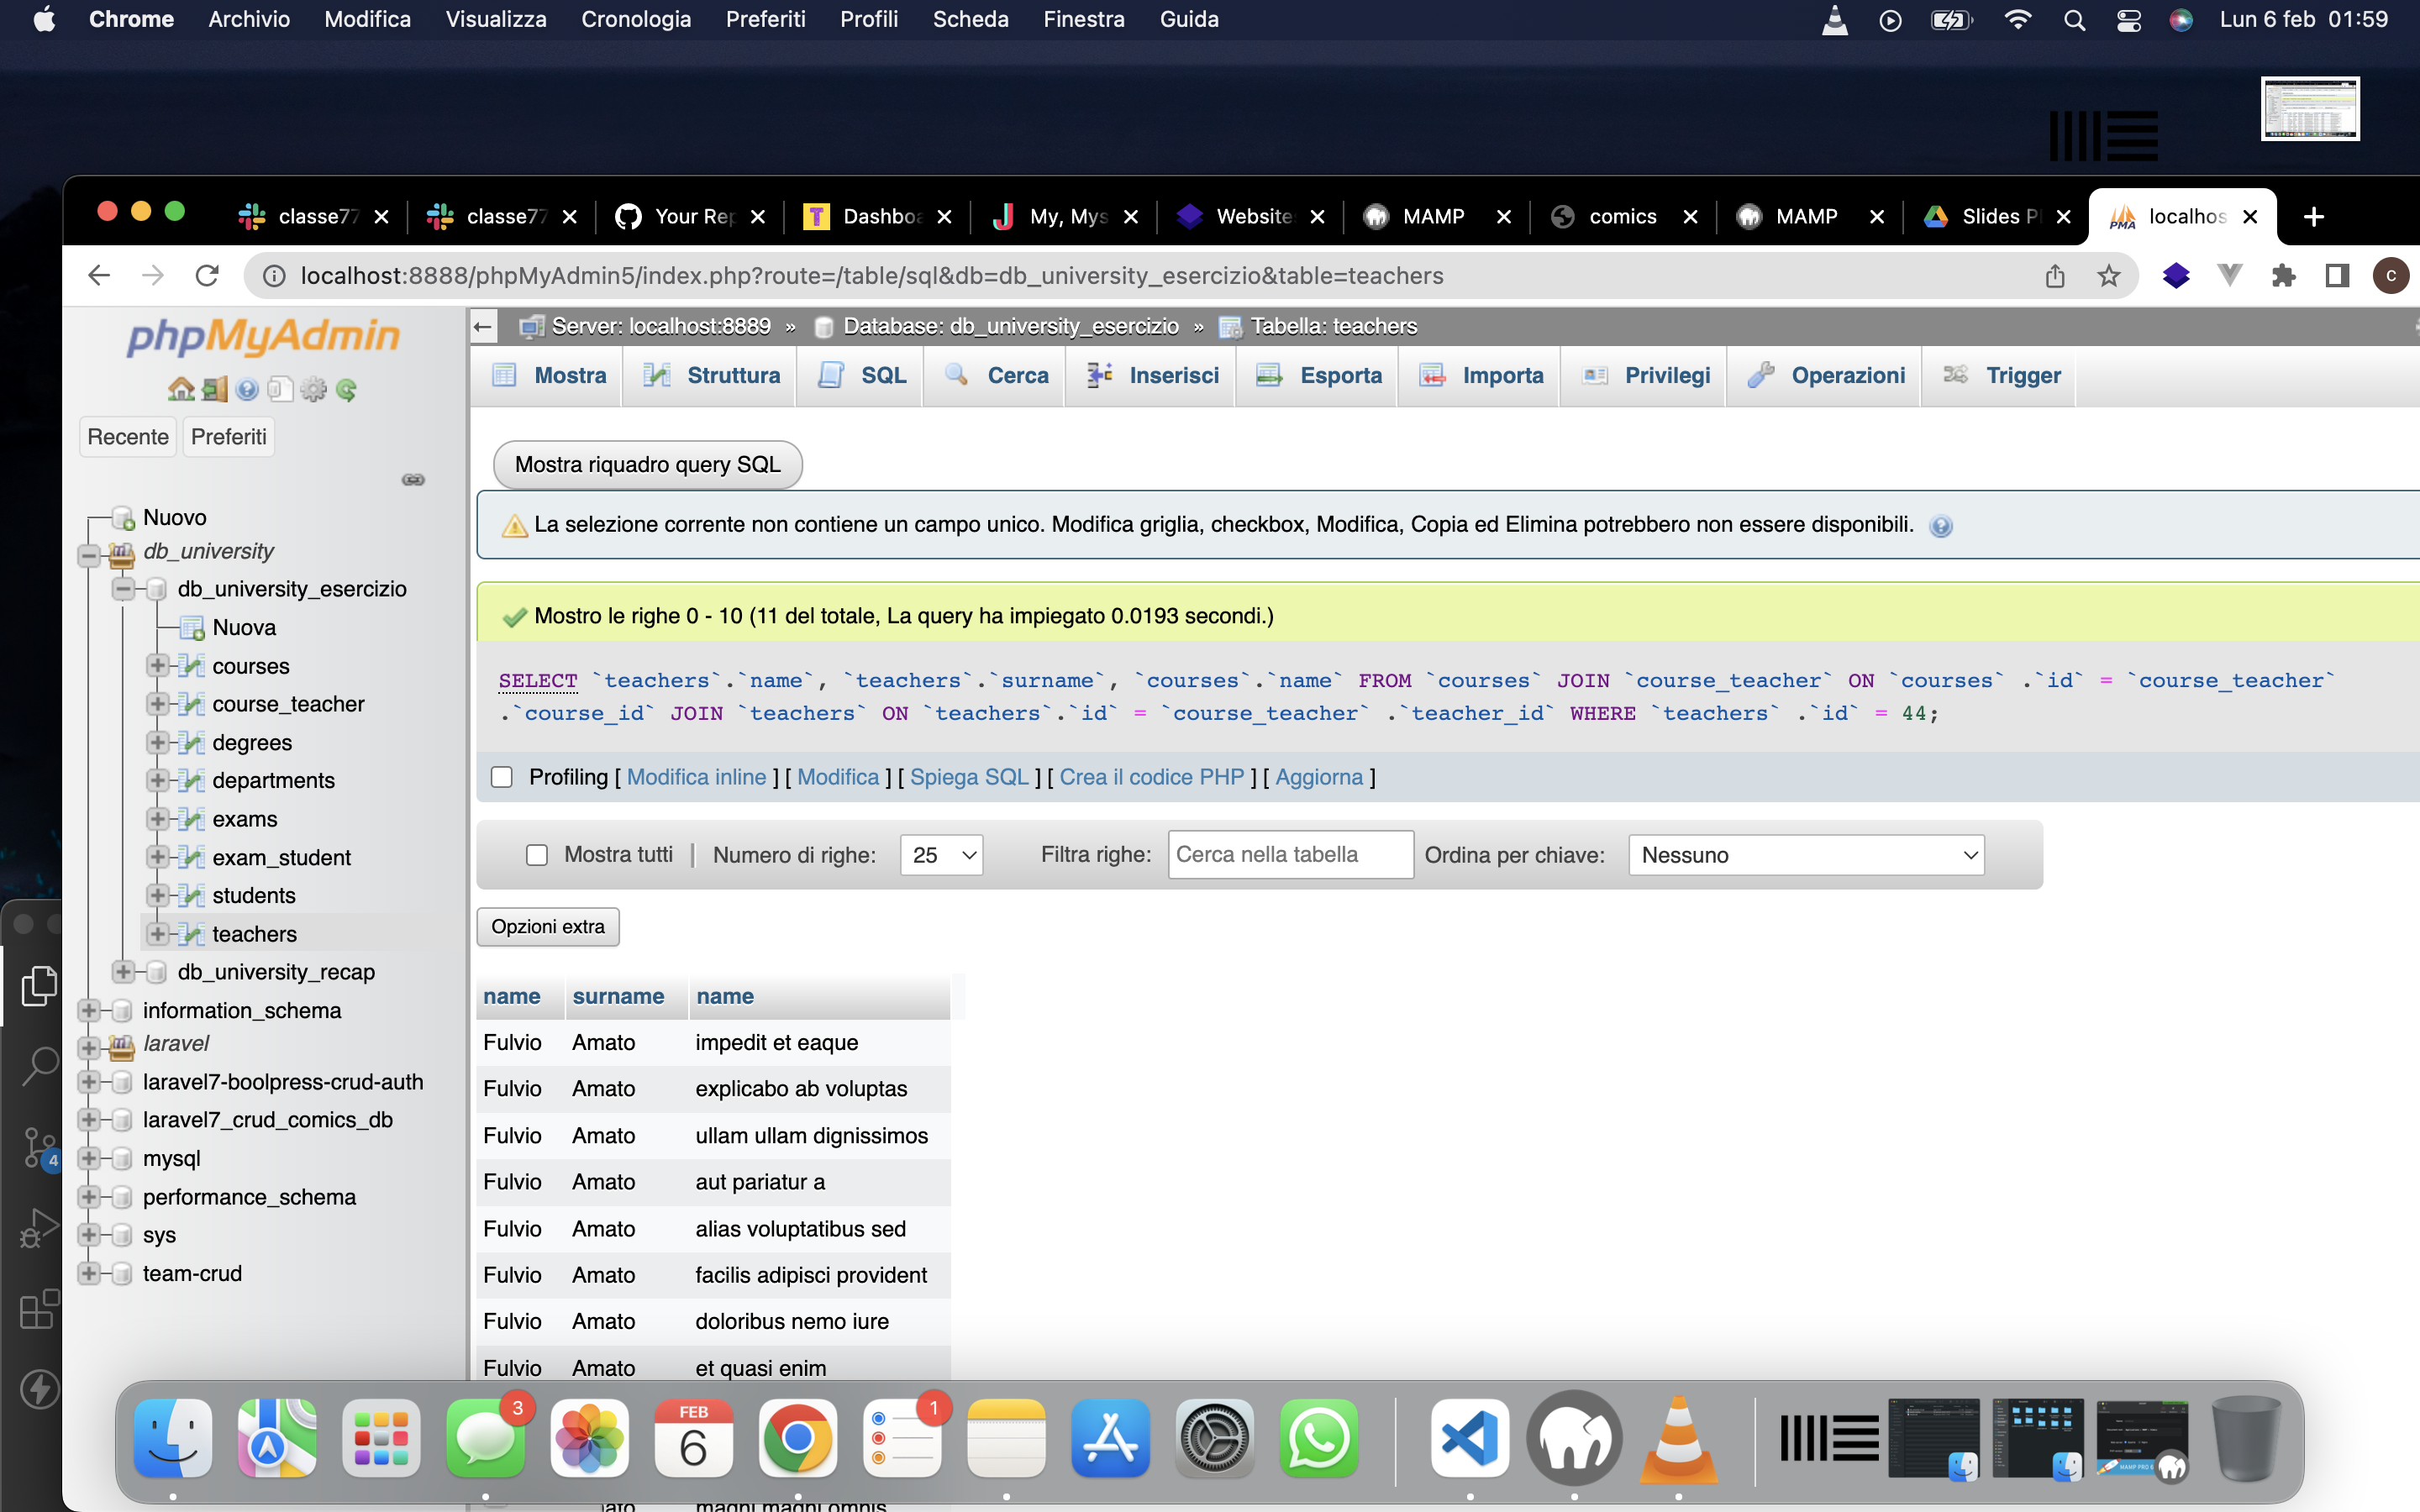 Chrome Archivio Modifica Visualizza Cronologia Preferiti Profili Scheda Finestra Guida Lun 6 feb 01:59
classe77 classe77 Your Rep Dashboa My, Mys Website MAMP comics MAMP Slides localhos
localhost:8888/phpMyAdmin5/index.php?route=/table/sql&db=db_university_esercizio&table=teachers
c
phpMyAdmin
Recente Preferiti
Nuovo
db_university
db_university_esercizio
Nuova
courses
course_teacher
degrees
departments
exams
exam_student
students
teachers
db_university_recap
information_schema
laravel
laravel7-boolpress-crud-auth
laravel7_crud_comics_db
mysql
performance_schema
sys
team-crud
Server: localhost:8889 » Database: db_university_esercizio » Tabella: teachers
Mostra Struttura SQL Cerca Inserisci Esporta Importa Privilegi Operazioni Trigger
Mostra riquadro query SQL
La selezione corrente non contiene un campo unico. Modifica griglia, checkbox, Modifica, Copia ed Elimina potrebbero non essere disponibili.
Mostro le righe 0 - 10 (11 del totale, La query ha impiegato 0.0193 secondi.)
SELECT `teachers`.`name`, `teachers`.`surname`, `courses`.`name` FROM `courses` JOIN `course_teacher` ON `courses` .`id` = `course_teacher`
.`course_id` JOIN `teachers` ON `teachers`.`id` = `course_teacher` .`teacher_id` WHERE `teachers` .`id` = 44;
Profiling [ Modifica inline ] [ Modifica ] [ Spiega SQL ] [ Crea il codice PHP ] [ Aggiorna ]
Mostra tutti | Numero di righe: 25 Filtra righe: Cerca nella tabella Ordina per chiave: Nessuno
Opzioni extra
name surname name
Fulvio Amato impedit et eaque
Fulvio Amato explicabo ab voluptas
Fulvio Amato ullam ullam dignissimos
Fulvio Amato aut pariatur a
Fulvio Amato alias voluptatibus sed
Fulvio Amato facilis adipisci provident
Fulvio Amato doloribus nemo iure
Fulvio Amato et quasi enim
4
3
FEB
6
1